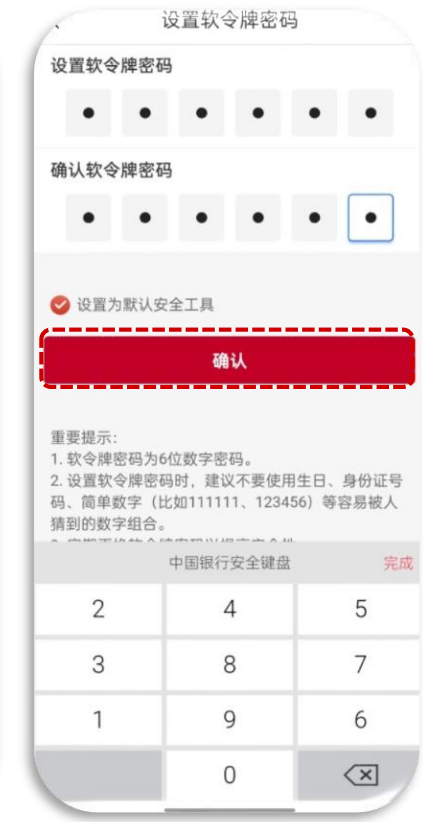 设置软令牌密码
设置软令牌密码
确认软令牌密码
设置为默认安全工具
确认
重要提示:
1. 软令牌密码为6位数字密码。
2. 设置软令牌密码时，建议不要使用生日、身份证号
码、简单数字（比如111111、123456）等容易被人
猜到的数字组合。
中国银行安全键盘 完成
2 4 5
3 8 7
1 9 6
0